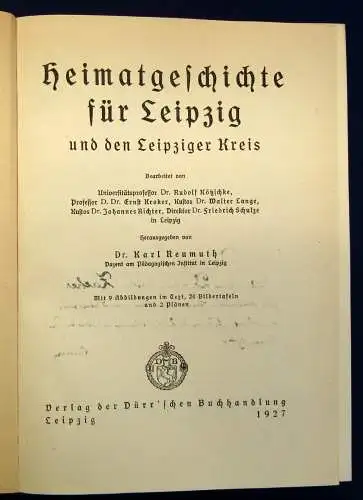 Heimatgeschichte
für Leipzig
und den Leipziger Kreis
Bearbeitet von
Universitätsprofessor Dr. Rudolf Kötzschke,
Professor D. Dr. Ernst Kroker, Kustos Dr. Walter Lange,
Kustos Dr. Johannes Richter, Direktor Dr. Friedrich Schulze
in Leipzig
Herausgegeben von
Dr. Karl Reumuth
Dozent am Pädagogischen Institut in Leipzig
Mit 9 Abbildungen im Text, 24 Bildertafeln
und 2 Plänen
D B
Verlag der Dürr'schen Buchhandlung
Leipzig 1927